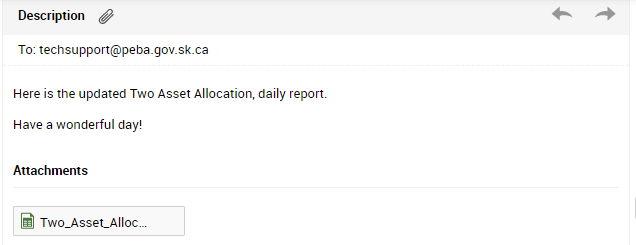 Description
To: techsupport@peba.gov.sk.ca
Here is the updated Two Asset Allocation, daily report.
Have a wonderful day!
Attachments
Two_Asset_Alloc...